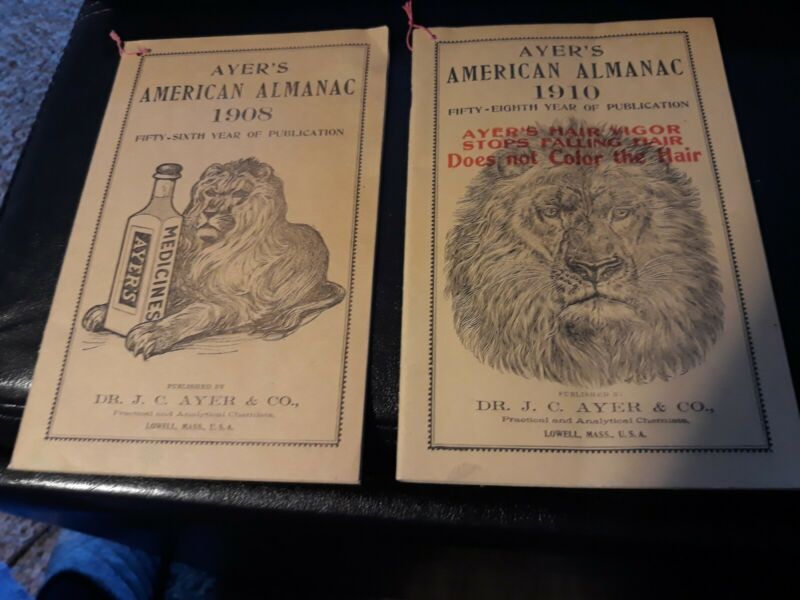 AYER'S
AMERICAN ALMANAC
1908
FIFTY-SIXTH YEAR OF PUBLICATION
MEDICINES
AYER'S
PUBLISHED BY
DR. J. C. AYER & CO.,
Practical and Analytical Chemists,
LOWELL, MASS., U.S.A.
AYER'S
AMERICAN ALMANAC
1910
FIFTY-EIGHTH YEAR OF PUBLICATION
AYER'S HAIR VIGOR
STOPS FALLING HAIR
Does not Color the Hair
PUBLISHED BY
DR. J. C. AYER & CO.,
Practical and Analytical Chemists,
LOWELL, MASS., U.S.A.